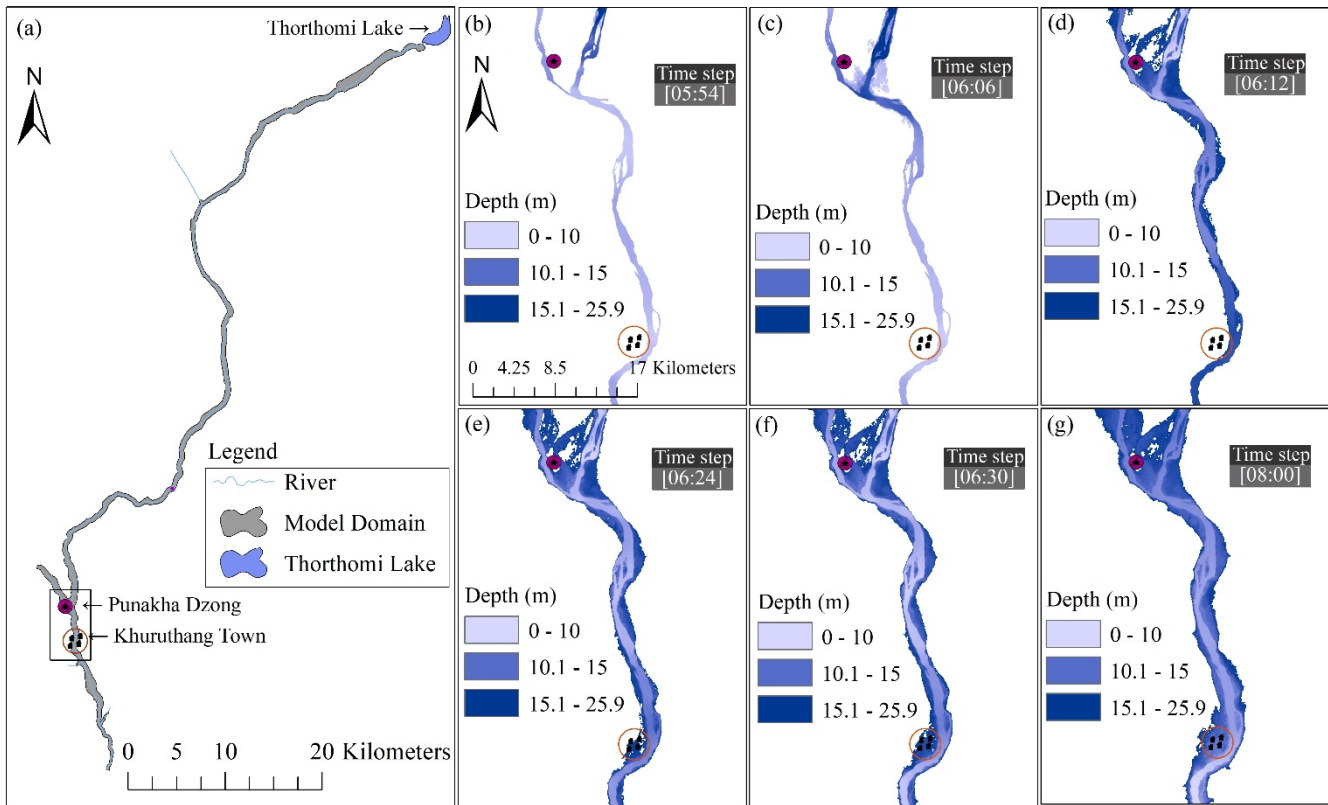 (a)
Thorthomi Lake
N
Legend
River
Model Domain
Thorthomi Lake
Punakha Dzong
Khuruthang Town
0 5 10 20 Kilometers
(b)
N
Time step
[05:54]
Depth (m)
0 - 10
10.1 - 15
15.1 - 25.9
0 4.25 8.5 17 Kilometers
(c)
Time step
[06:06]
Depth (m)
0 - 10
10.1 - 15
15.1 - 25.9
(d)
Time step
[06:12]
Depth (m)
0 - 10
10.1 - 15
15.1 - 25.9
(e)
Time step
[06:24]
Depth (m)
0 - 10
10.1 - 15
15.1 - 25.9
(f)
Time step
[06:30]
Depth (m)
0 - 10
10.1 - 15
15.1 - 25.9
(g)
Time step
[08:00]
Depth (m)
0 - 10
10.1 - 15
15.1 - 25.9